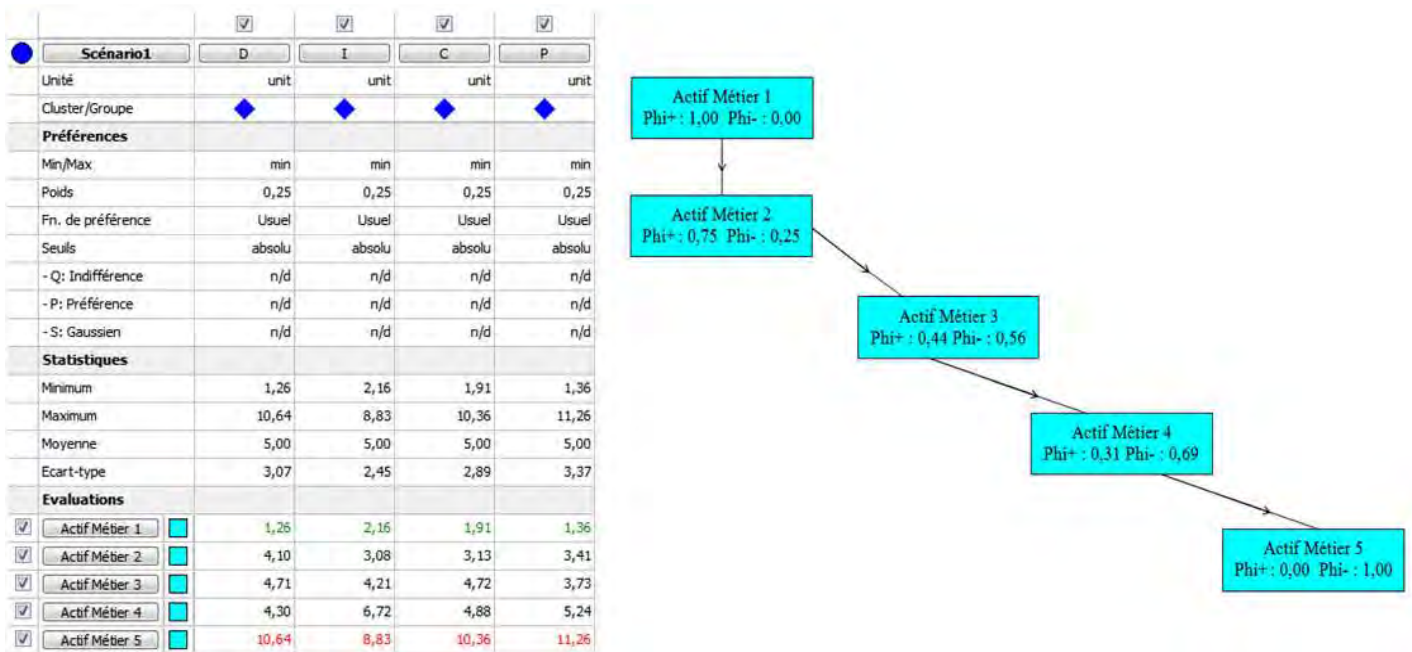 Scénario1 D I C P
Unité unit unit unit unit
Cluster/Groupe
Préférences
Min/Max min min min min
Poids 0,25 0,25 0,25 0,25
Fn. de préférence Usuel Usuel Usuel Usuel
Seuils absolu absolu absolu absolu
- Q: Indifférence n/d n/d n/d n/d
- P: Préférence n/d n/d n/d n/d
- S: Gaussien n/d n/d n/d n/d
Statistiques
Minimum 1,26 2,16 1,91 1,36
Maximum 10,64 8,83 10,36 11,26
Moyenne 5,00 5,00 5,00 5,00
Ecart-type 3,07 2,45 2,89 3,37
Evaluations
Actif Métier 1 1,26 2,16 1,91 1,36
Actif Métier 2 4,10 3,08 3,13 3,41
Actif Métier 3 4,71 4,21 4,72 3,73
Actif Métier 4 4,30 6,72 4,88 5,24
Actif Métier 5 10,64 8,83 10,36 11,26
Actif Métier 1
Phi+ : 1,00 Phi- : 0,00
Actif Métier 2
Phi+ : 0,75 Phi- : 0,25
Actif Métier 3
Phi+ : 0,44 Phi- : 0,56
Actif Métier 4
Phi+ : 0,31 Phi- : 0,69
Actif Métier 5
Phi+ : 0,00 Phi- : 1,00